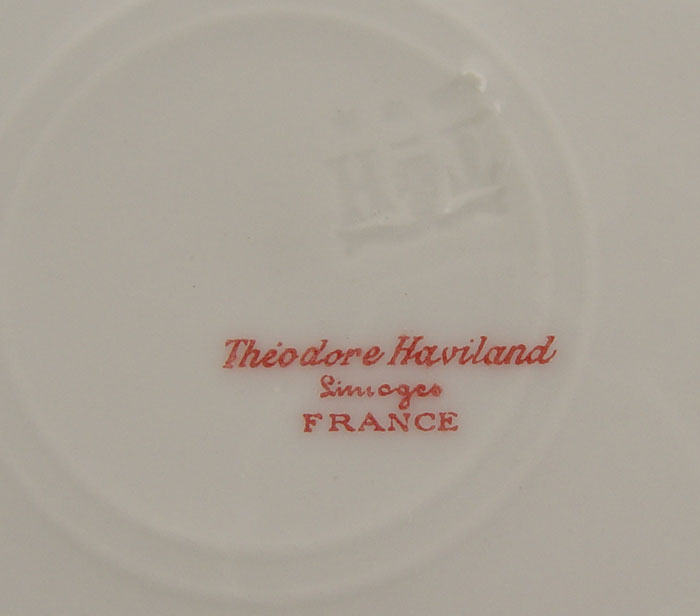 Théodore Haviland
Limoges
FRANCE